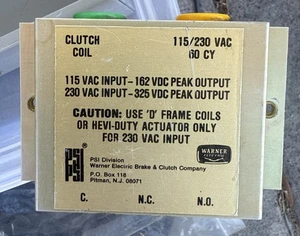 CLUTCH 115/230 VAC
COIL 60 CY
115 VAC INPUT–162 VDC PEAK OUTPUT
230 VAC INPUT–325 VDC PEAK OUTPUT
CAUTION: USE 'D' FRAME COILS
OR HEVI-DUTY ACTUATOR ONLY
FOR 230 VAC INPUT
PSI
PSI Division
Warner Electric Brake & Clutch Company
P.O. Box 118
Pitman, N.J. 08071
WARNER
ELECTRIC
C. N.C. N.O.